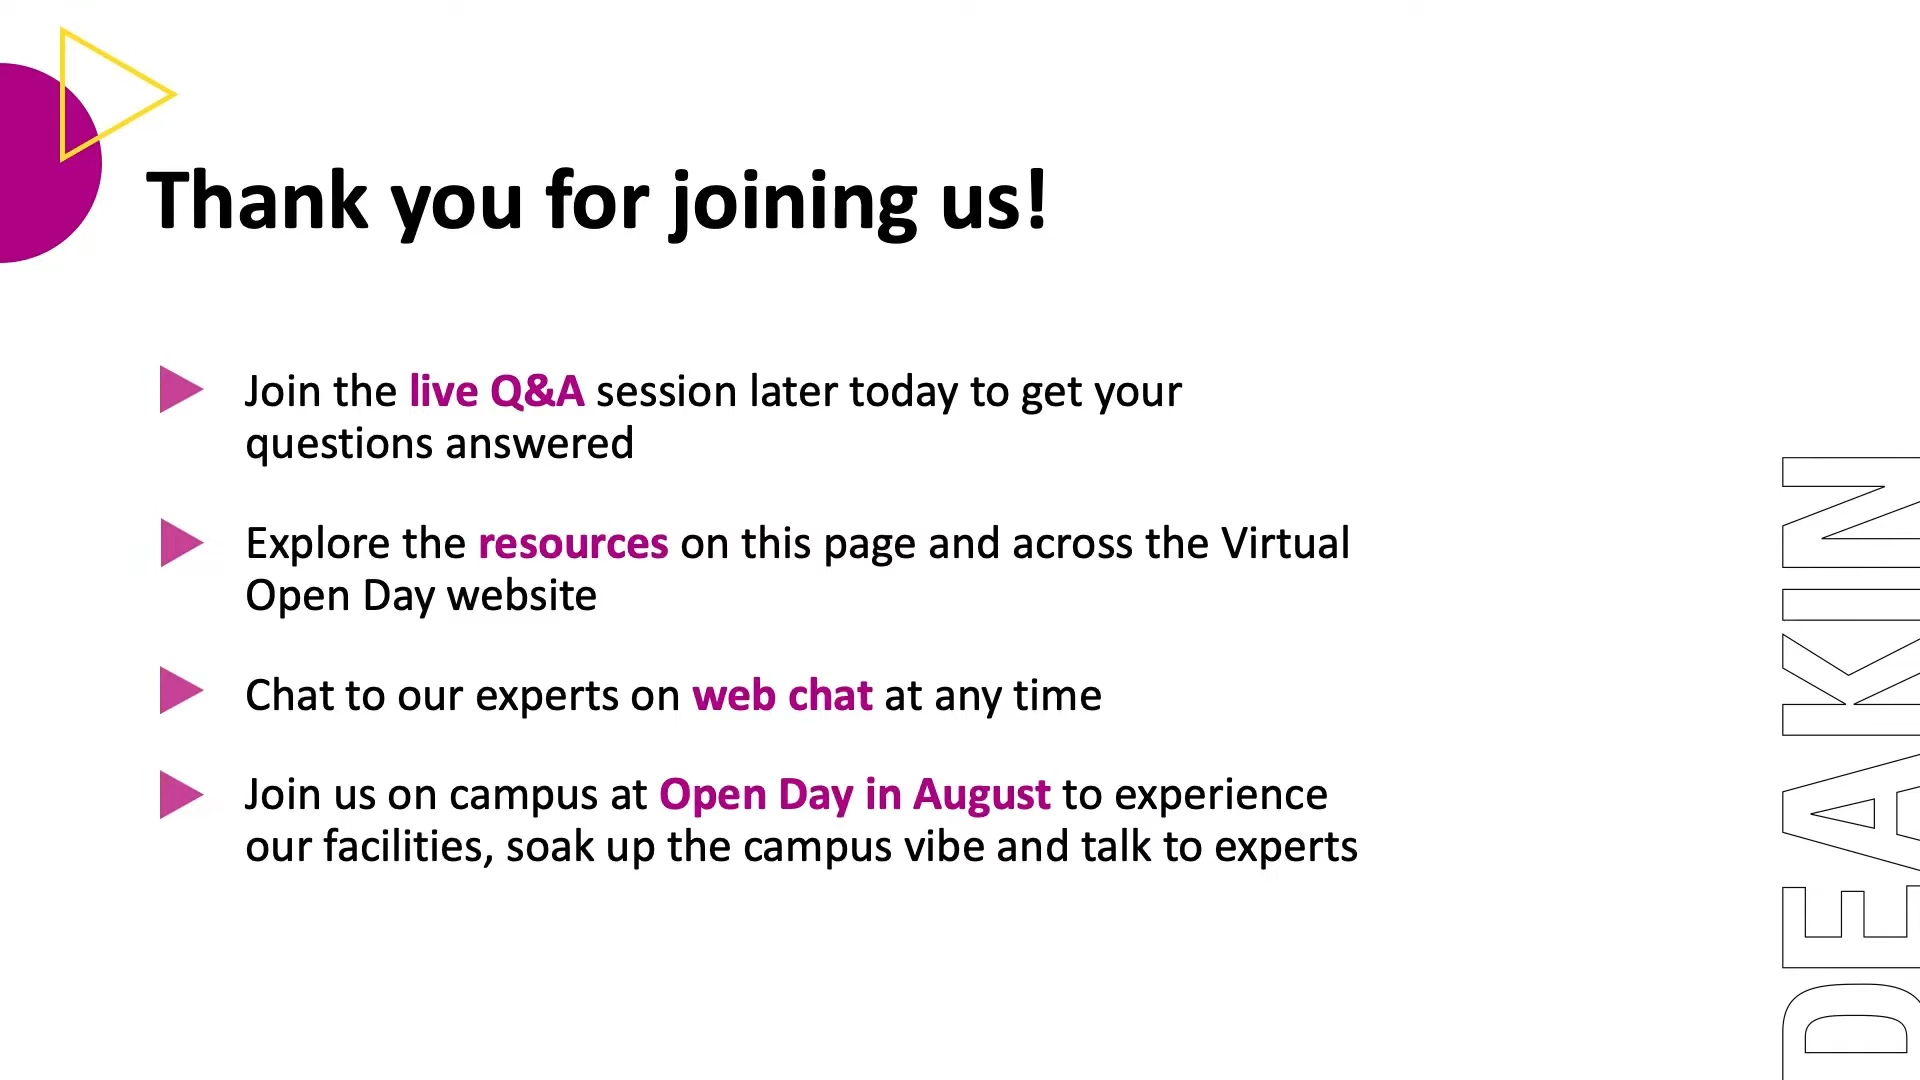 Thank you for joining us!
Join the live Q&A session later today to get your
questions answered
Explore the resources on this page and across the Virtual
Open Day website
Chat to our experts on web chat at any time
Join us on campus at Open Day in August to experience
our facilities, soak up the campus vibe and talk to experts
DEAKIN